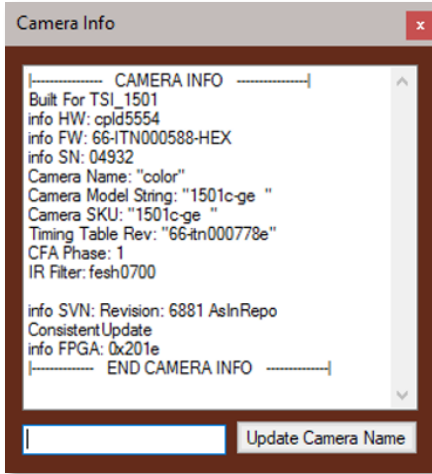 Camera Info
x
|---------------- CAMERA INFO ----------------|
Built For TSI_1501
info HW: cpld5554
info FW: 66-ITN000588-HEX
info SN: 04932
Camera Name: "color"
Camera Model String: "1501c-ge  "
Camera SKU: "1501c-ge  "
Timing Table Rev: "66-itn000778e"
CFA Phase: 1
IR Filter: fesh0700
info SVN: Revision: 6881 AsInRepo
ConsistentUpdate
info FPGA: 0x201e
|-------------- END CAMERA INFO --------------|
Update Camera Name